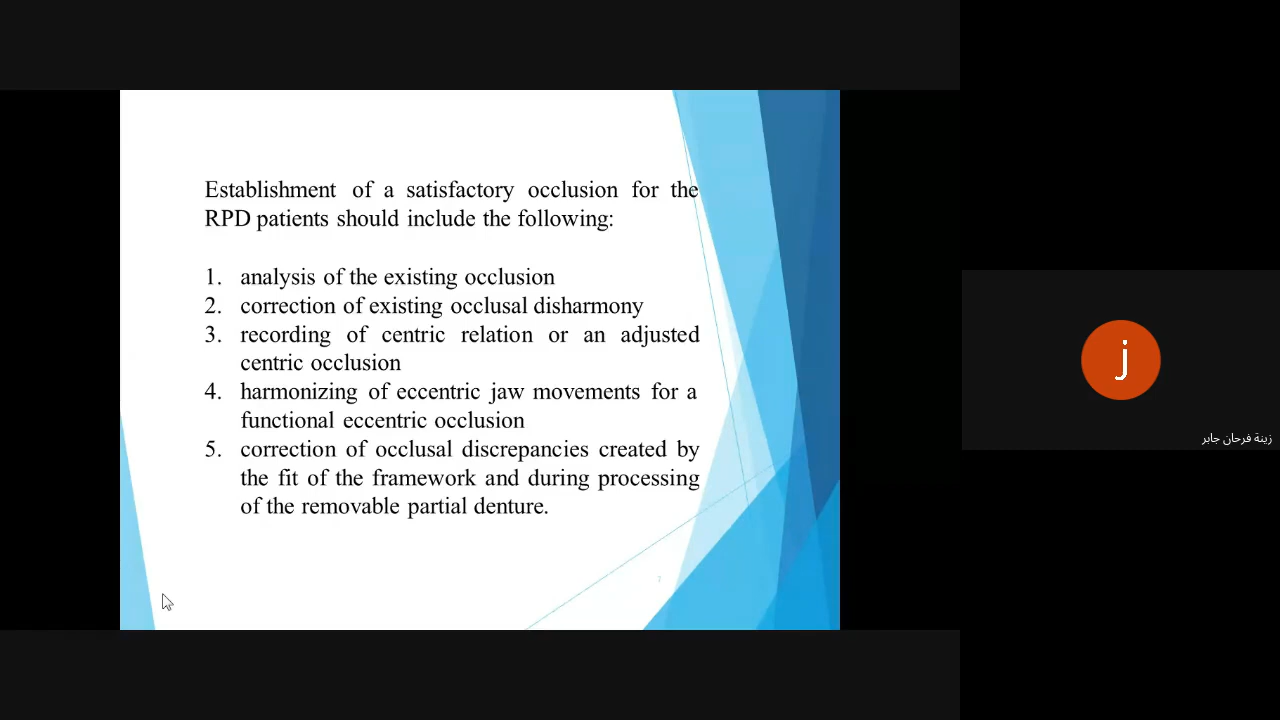 Establishment of a satisfactory occlusion for the
RPD patients should include the following:
1. analysis of the existing occlusion
2. correction of existing occlusal disharmony
3. recording of centric relation or an adjusted
centric occlusion
4. harmonizing of eccentric jaw movements for a
functional eccentric occlusion
5. correction of occlusal discrepancies created by
the fit of the framework and during processing
of the removable partial denture.
j
زينة فرحان جابر